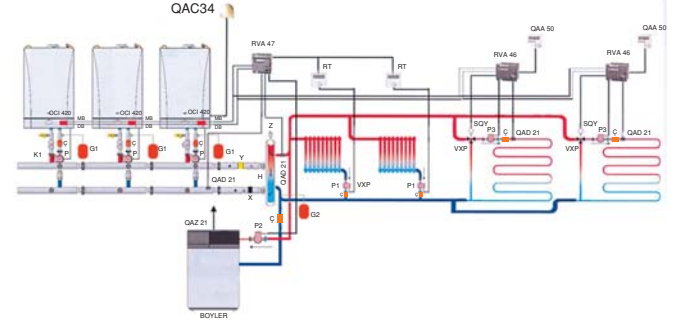 QAC34
RVA 47
RT
RT
RVA 46
QAA 50
RVA 46
QAA 50
OCI 420
OCI 420
OCI 420
MB
DB
MB
DB
MB
DB
K1
Ç
G1
P
Ç
G1
P
Ç
G1
Z
Y
QAD 21
H
X
QAD 21
G2
Ç
P1
VXP
Ç
P1
Ç
SQY
P3
Ç
QAD 21
VXP
SQY
P3
Ç
QAD 21
VXP
QAZ 21
P2
BOYLER